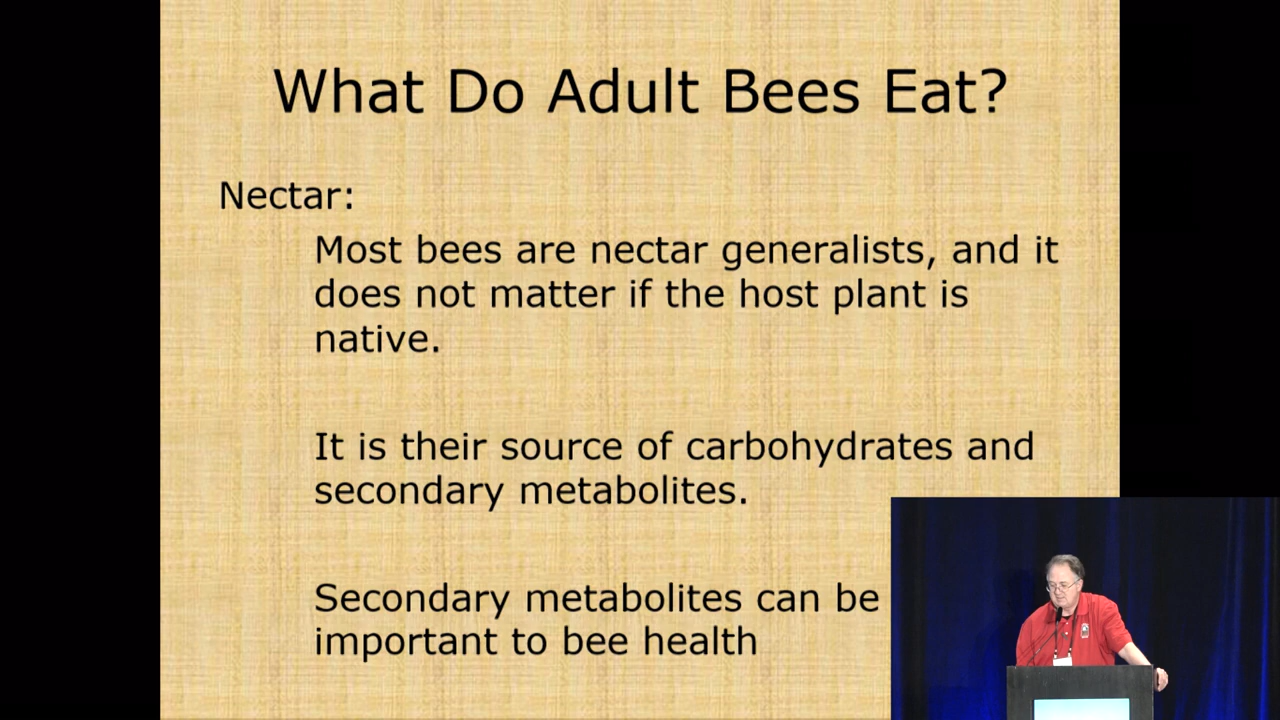 What Do Adult Bees Eat?
Nectar:
Most bees are nectar generalists, and it
does not matter if the host plant is
native.
It is their source of carbohydrates and
secondary metabolites.
Secondary metabolites can be
important to bee health